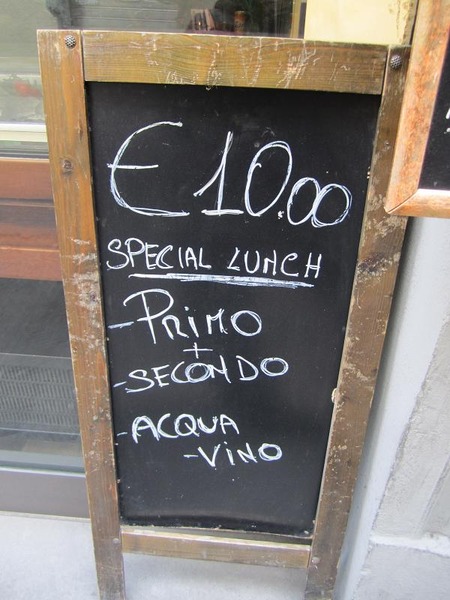 € 10.00
SPECIAL LUNCH
- PRIMO
+
- SECONDO
- ACQUA
- VINO